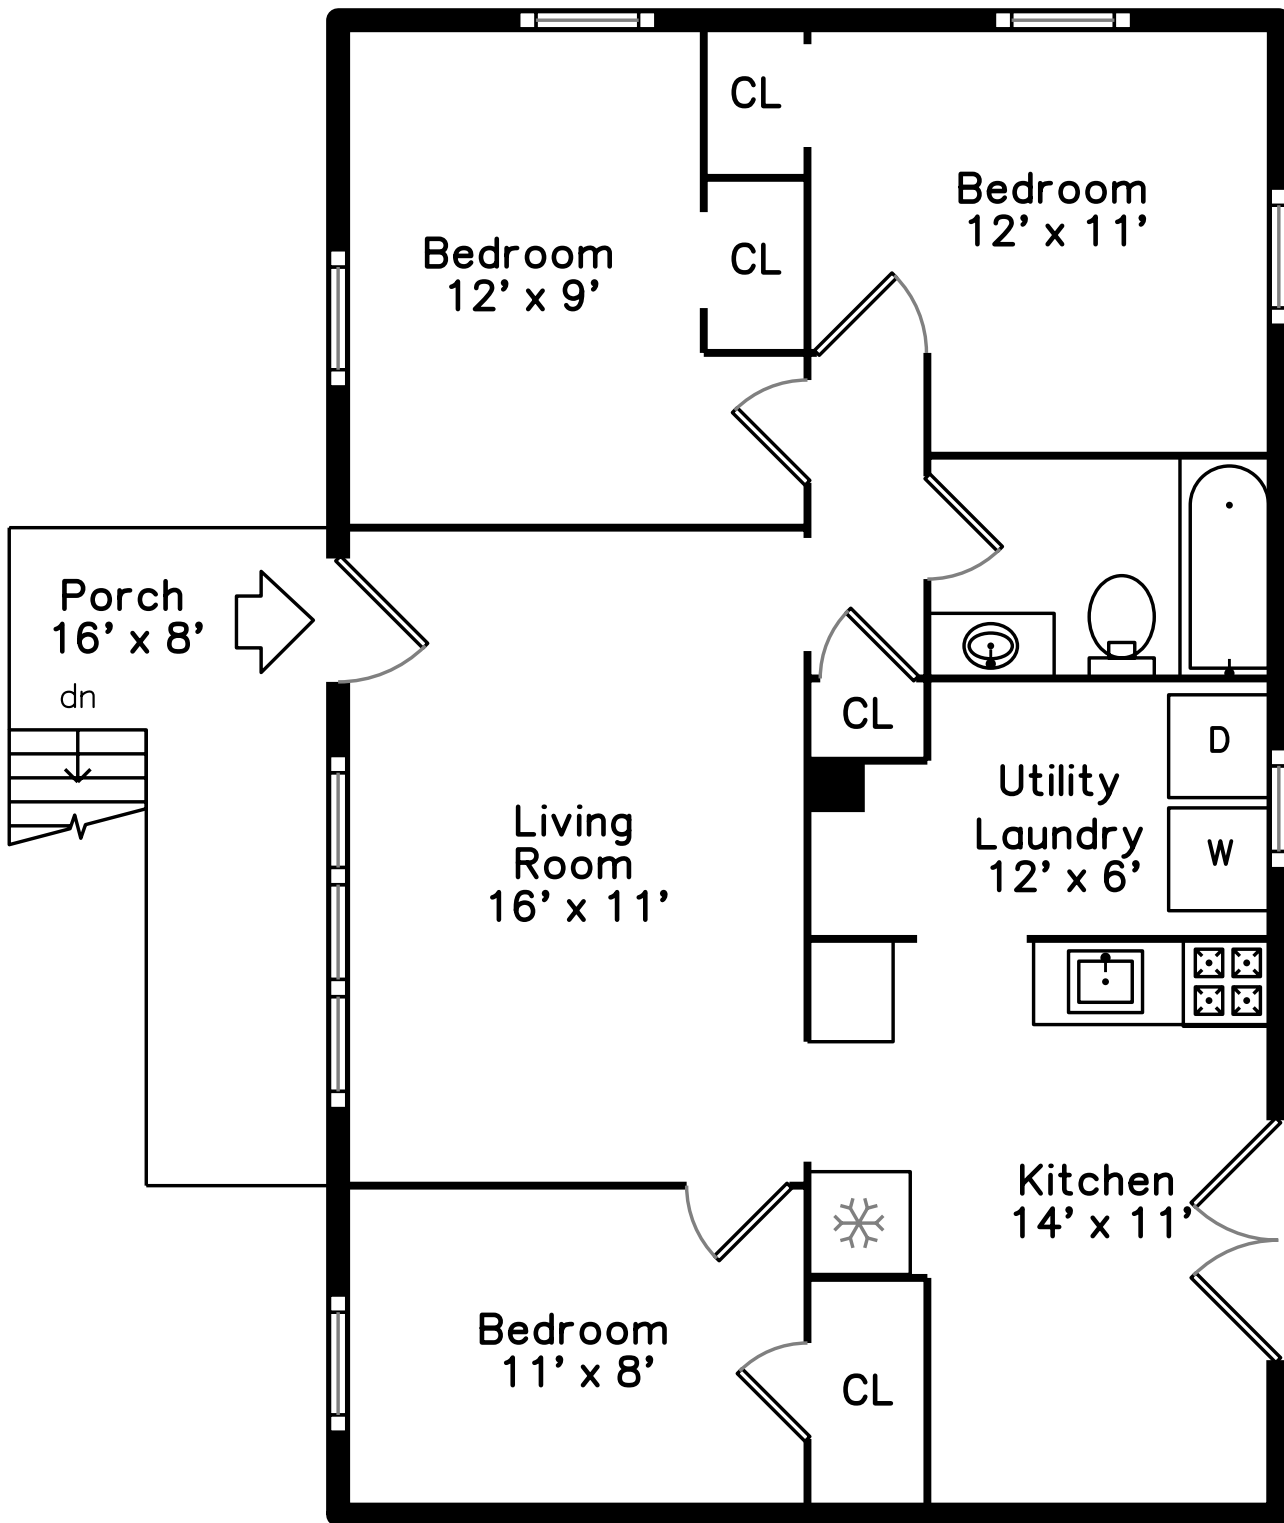 CL
Bedroom
12' x 11'
Bedroom
12' x 9'
CL
Porch
16' x 8'
dn
CL
D
Utility
Laundry
12' x 6'
W
Living
Room
16' x 11'
Kitchen
14' x 11'
Bedroom
11' x 8'
CL